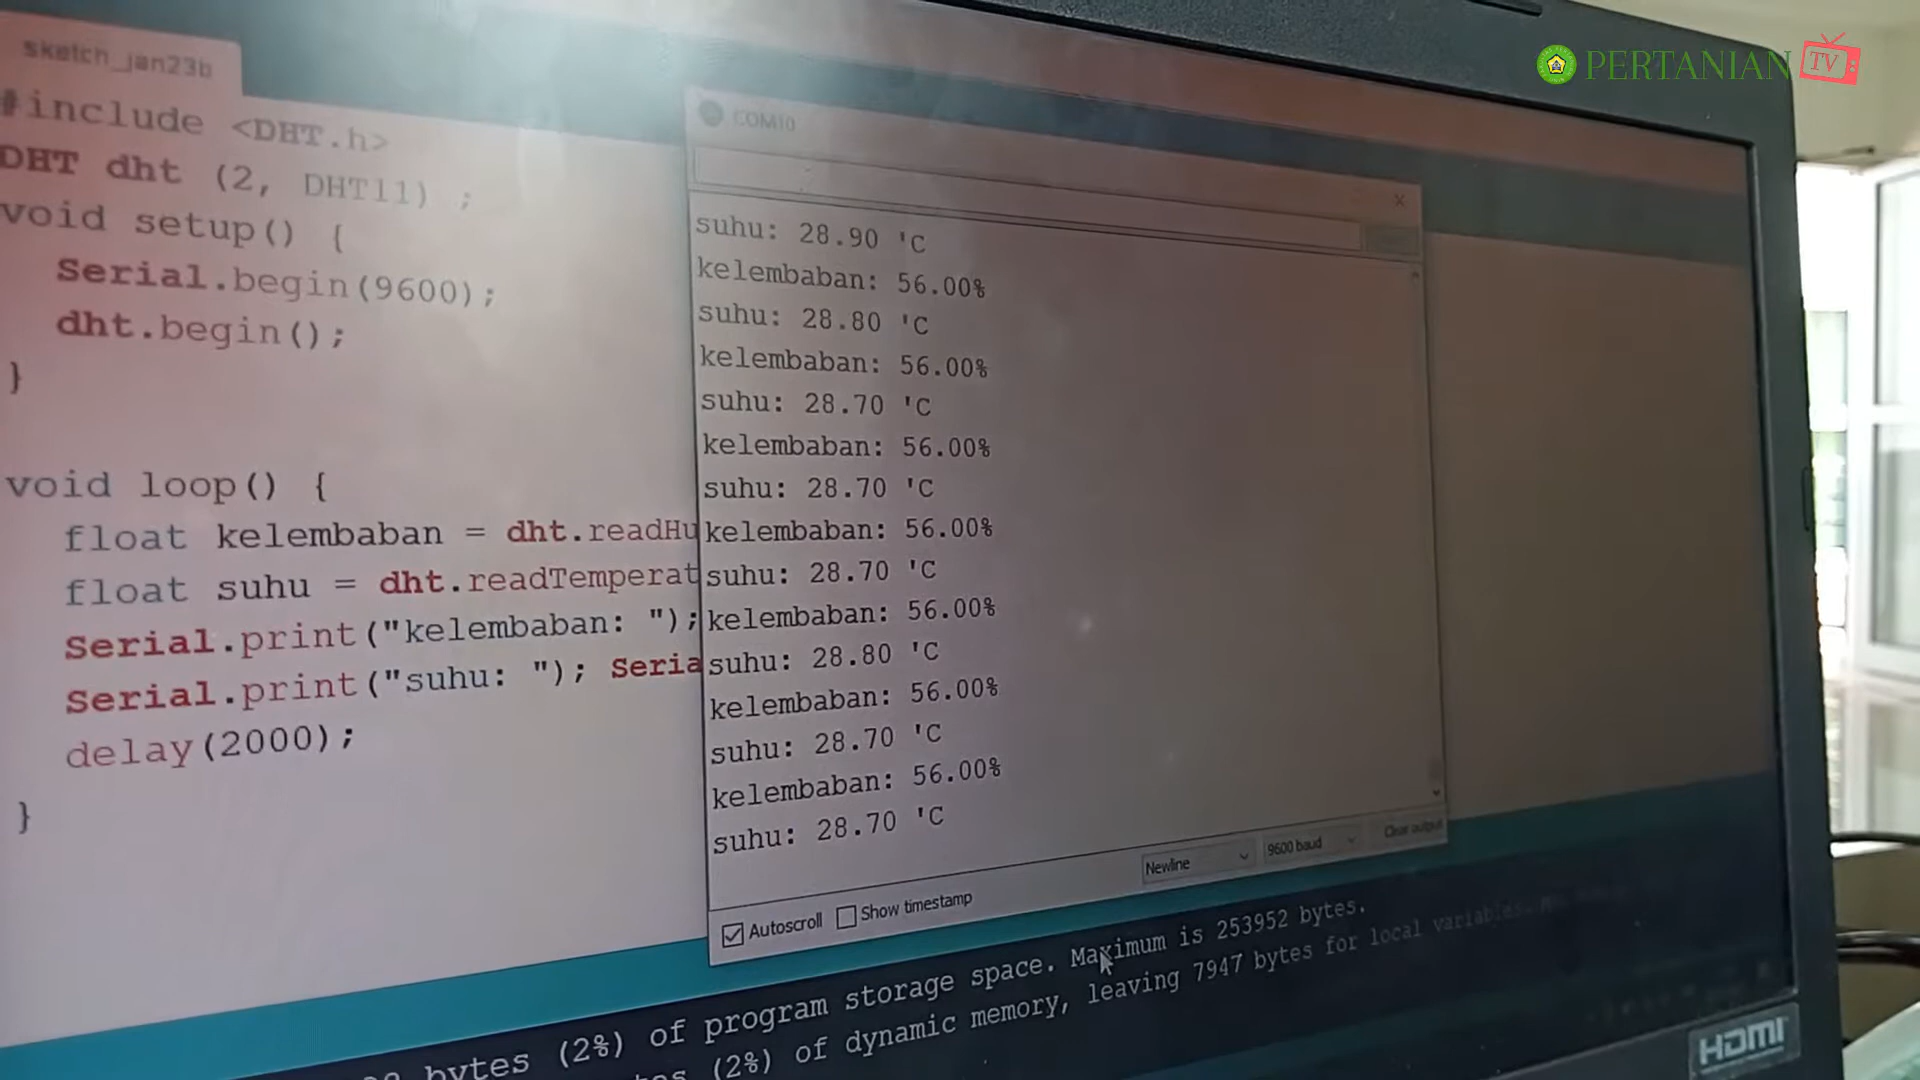 PERTANIAN TV
sketch_jan23b
#include <DHT.h>
DHT dht (2, DHT11) ;
void setup() {
Serial.begin(9600);
dht.begin();
}
void loop() {
float kelembaban = dht.readHu
float suhu = dht.readTemperat
Serial.print("kelembaban: ");
Serial.print("suhu: "); Seria
delay(2000);
}
COM10
suhu: 28.90 'C
kelembaban: 56.00%
suhu: 28.80 'C
kelembaban: 56.00%
suhu: 28.70 'C
kelembaban: 56.00%
suhu: 28.70 'C
kelembaban: 56.00%
suhu: 28.70 'C
kelembaban: 56.00%
suhu: 28.80 'C
kelembaban: 56.00%
suhu: 28.70 'C
kelembaban: 56.00%
suhu: 28.70 'C
Autoscroll Show timestamp Newline 9600 baud Clear output
bytes (2%) of program storage space. Maximum is 253952 bytes.
(2%) of dynamic memory, leaving 7947 bytes for local variables.
HDMI